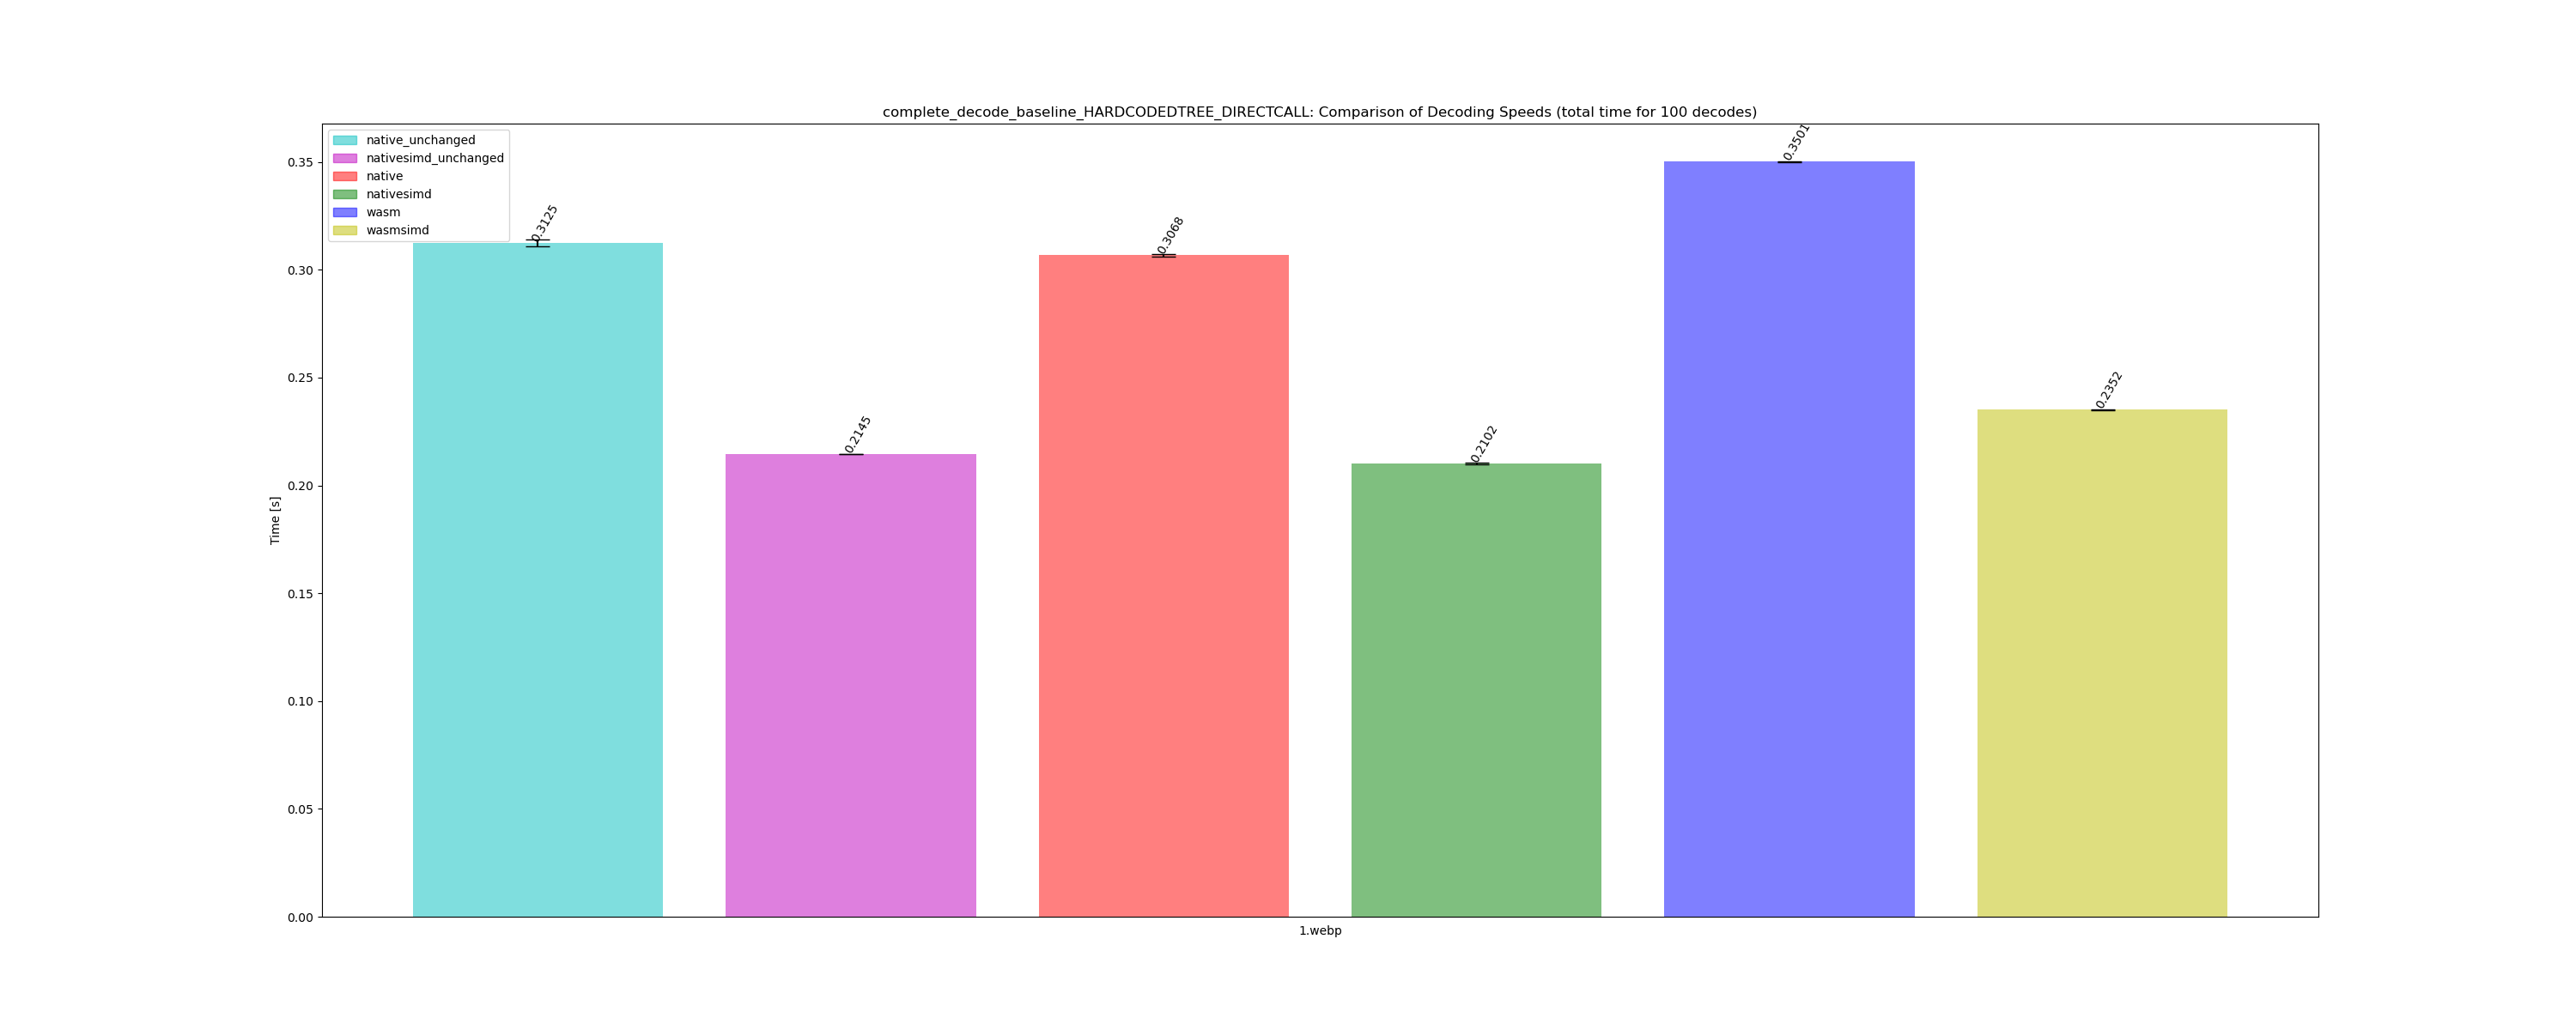 complete_decode_baseline_HARDCODEDTREE_DIRECTCALL: Comparison of Decoding Speeds (total time for 100 decodes)
native_unchanged
nativesimd_unchanged
native
nativesimd
wasm
wasmsimd
0.35
0.30
0.25
0.20
0.15
0.10
0.05
0.00
Time [s]
0.3125
0.2145
0.3068
0.2102
0.3501
0.2352
1.webp